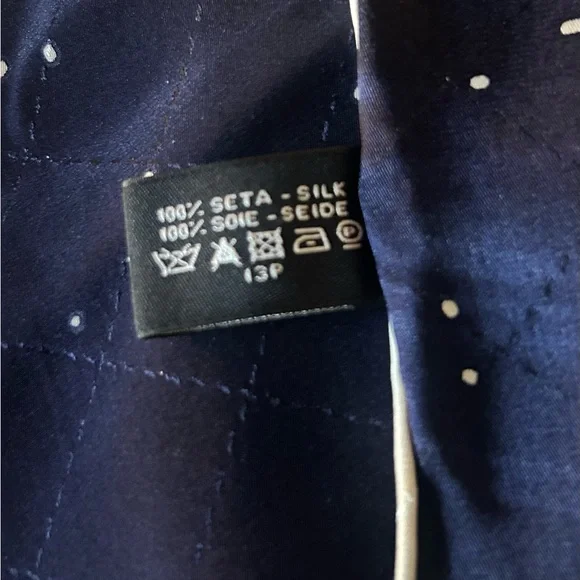 100% SETA - SILK
100% SOIE - SEIDE
P
13P